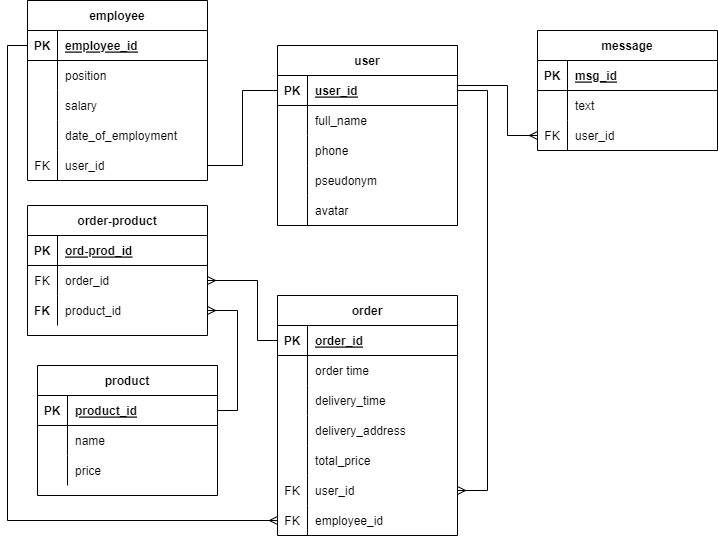 employee
PK employee_id
position
salary
date_of_employment
FK user_id
user
PK user_id
full_name
phone
pseudonym
avatar
message
PK msg_id
text
FK user_id
order-product
PK ord-prod_id
FK order_id
FK product_id
product
PK product_id
name
price
order
PK order_id
order time
delivery_time
delivery_address
total_price
FK user_id
FK employee_id